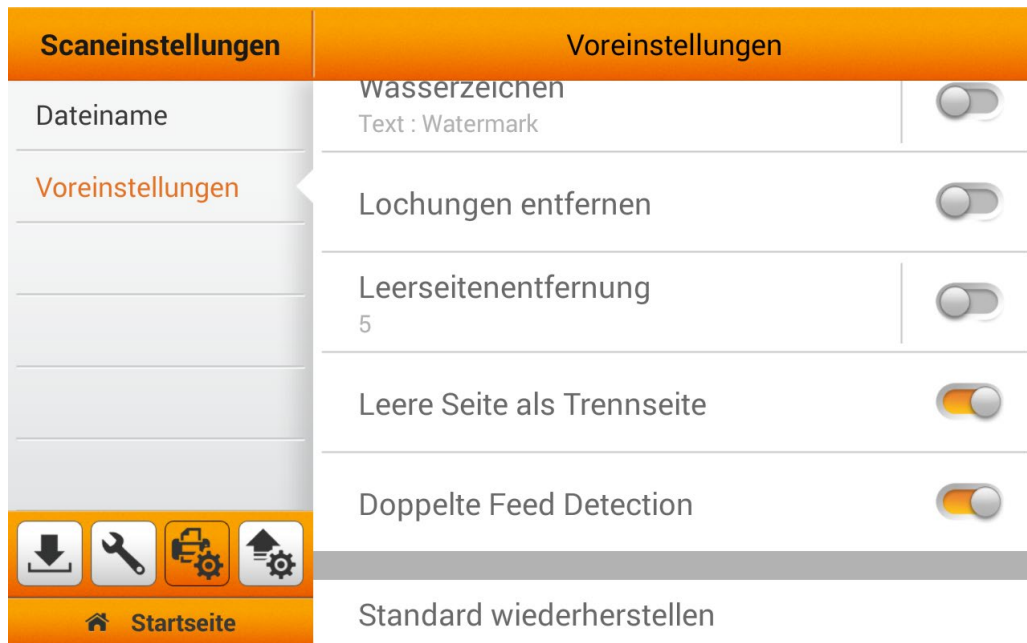 Scaneinstellungen
Voreinstellungen
Dateiname
Voreinstellungen
Startseite
Wasserzeichen
Text : Watermark
Lochungen entfernen
Leerseitenentfernung
5
Leere Seite als Trennseite
Doppelte Feed Detection
Standard wiederherstellen